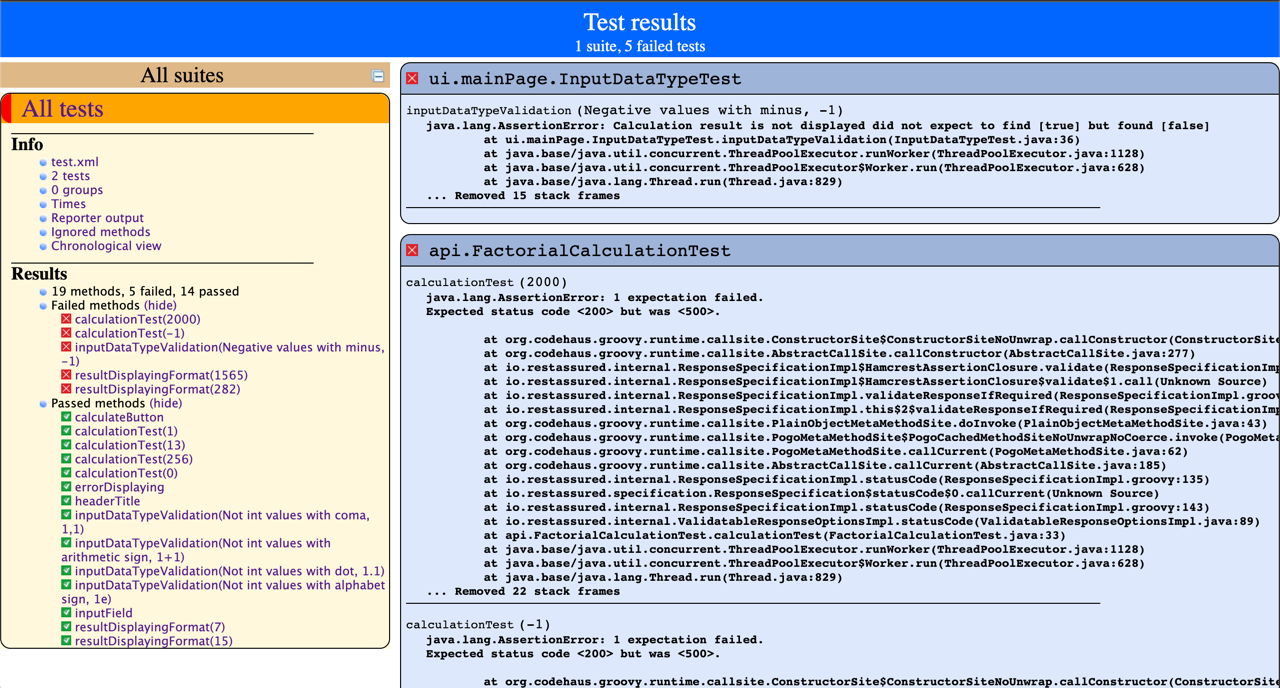 Test results
1 suite, 5 failed tests
All suites
All tests
Info
test.xml
2 tests
0 groups
Times
Reporter output
Ignored methods
Chronological view
Results
19 methods, 5 failed, 14 passed
Failed methods (hide)
calculationTest(2000)
calculationTest(-1)
inputDataTypeValidation(Negative values with minus,
-1)
resultDisplayingFormat(1565)
resultDisplayingFormat(282)
Passed methods (hide)
calculateButton
calculationTest(1)
calculationTest(13)
calculationTest(256)
calculationTest(0)
errorDisplaying
headerTitle
inputDataTypeValidation(Not int values with coma,
1,1)
inputDataTypeValidation(Not int values with
arithmetic sign, 1+1)
inputDataTypeValidation(Not int values with dot, 1.1)
inputDataTypeValidation(Not int values with alphabet
sign, 1e)
inputField
resultDisplayingFormat(7)
resultDisplayingFormat(15)
ui.mainPage.InputDataTypeTest
inputDataTypeValidation (Negative values with minus, -1)
java.lang.AssertionError: Calculation result is not displayed did not expect to find [true] but found [false]
at ui.mainPage.InputDataTypeTest.inputDataTypeValidation(InputDataTypeTest.java:36)
at java.base/java.util.concurrent.ThreadPoolExecutor.runWorker(ThreadPoolExecutor.java:1128)
at java.base/java.util.concurrent.ThreadPoolExecutor$Worker.run(ThreadPoolExecutor.java:628)
at java.base/java.lang.Thread.run(Thread.java:829)
... Removed 15 stack frames
api.FactorialCalculationTest
calculationTest (2000)
java.lang.AssertionError: 1 expectation failed.
Expected status code <200> but was <500>.
at org.codehaus.groovy.runtime.callsite.ConstructorSite$ConstructorSiteNoUnwrap.callConstructor(ConstructorSite
at org.codehaus.groovy.runtime.callsite.AbstractCallSite.callConstructor(AbstractCallSite.java:277)
at io.restassured.internal.ResponseSpecificationImpl$HamcrestAssertionClosure.validate(ResponseSpecificationImp
at io.restassured.internal.ResponseSpecificationImpl$HamcrestAssertionClosure$validate$1.call(Unknown Source)
at io.restassured.internal.ResponseSpecificationImpl.validateResponseIfRequired(ResponseSpecificationImpl.groov
at io.restassured.internal.ResponseSpecificationImpl.this$2$validateResponseIfRequired(ResponseSpecificationImp
at org.codehaus.groovy.runtime.callsite.PlainObjectMetaMethodSite.doInvoke(PlainObjectMetaMethodSite.java:43)
at org.codehaus.groovy.runtime.callsite.PogoMetaMethodSite$PogoCachedMethodSiteNoUnwrapNoCoerce.invoke(PogoMeta
at org.codehaus.groovy.runtime.callsite.PogoMetaMethodSite.callCurrent(PogoMetaMethodSite.java:62)
at org.codehaus.groovy.runtime.callsite.AbstractCallSite.callCurrent(AbstractCallSite.java:185)
at io.restassured.internal.ResponseSpecificationImpl.statusCode(ResponseSpecificationImpl.groovy:135)
at io.restassured.specification.ResponseSpecification$statusCode$0.callCurrent(Unknown Source)
at io.restassured.internal.ResponseSpecificationImpl.statusCode(ResponseSpecificationImpl.groovy:143)
at io.restassured.internal.ValidatableResponseOptionsImpl.statusCode(ValidatableResponseOptionsImpl.java:89)
at api.FactorialCalculationTest.calculationTest(FactorialCalculationTest.java:33)
at java.base/java.util.concurrent.ThreadPoolExecutor.runWorker(ThreadPoolExecutor.java:1128)
at java.base/java.util.concurrent.ThreadPoolExecutor$Worker.run(ThreadPoolExecutor.java:628)
at java.base/java.lang.Thread.run(Thread.java:829)
... Removed 22 stack frames
calculationTest (-1)
java.lang.AssertionError: 1 expectation failed.
Expected status code <200> but was <500>.
at org.codehaus.groovy.runtime.callsite.ConstructorSite$ConstructorSiteNoUnwrap.callConstructor(ConstructorSite